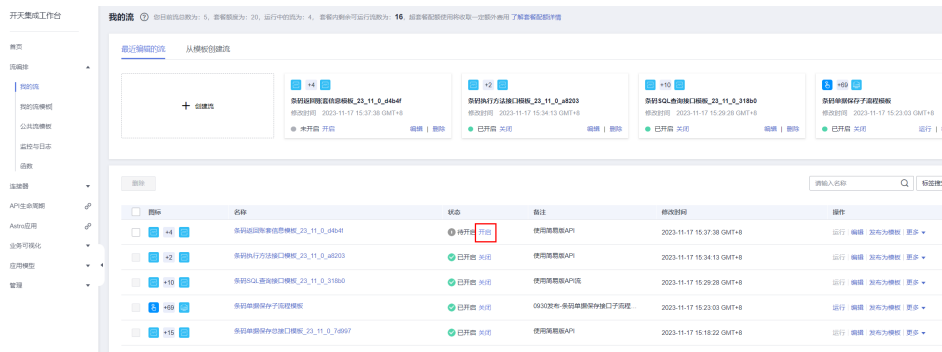 开天集成工作台
我的流 你目前流总数为：5，套餐额度为：20，运行中的流为：4， 套餐内剩余可运行流数为：16，超套餐配额使用将收取一定额外费用 了解套餐配额详情
首页
流编排
我的流
我的流模板
公共流模板
监控与日志
函数
连接器
API生命周期
Astro应用
业务可视化
应用模型
管理
最近编辑的流 从模板创建流
+ 创建流
+4
条码返回账套信息模板_23_11_0_d4b4f
修改时间 2023-11-17 15:37:38 GMT+8
未开启 开启 编辑 | 删除
+2
条码执行方法接口模板_23_11_0_a8203
修改时间 2023-11-17 15:34:13 GMT+8
已开启 关闭 编辑 | 删除
+10
条码SQL查询接口模板_23_11_0_318b0
修改时间 2023-11-17 15:29:28 GMT+8
已开启 关闭 编辑 | 删除
+69
条码单据保存子流程模板
修改时间 2023-11-17 15:23:03 GMT+8
已开启 关闭 运行 |
删除 请输入名称 标签搜
图标 名称 状态 备注 修改时间 操作
+4 条码返回账套信息模板_23_11_0_d4b4f 待开启 开启 使用简易版API 2023-11-17 15:37:38 GMT+8 运行 | 编辑 | 发布为模板 | 更多
+2 条码执行方法接口模板_23_11_0_a8203 已开启 关闭 使用简易版API 2023-11-17 15:34:13 GMT+8 运行 | 编辑 | 发布为模板 | 更多
+10 条码SQL查询接口模板_23_11_0_318b0 已开启 关闭 使用简易版API流 2023-11-17 15:29:28 GMT+8 运行 | 编辑 | 发布为模板 | 更多
+69 条码单据保存子流程模板 已开启 关闭 0930发布-条码单据保存接口子流程... 2023-11-17 15:23:03 GMT+8 运行 | 编辑 | 发布为模板 | 更多
+15 条码单据保存总接口模板_23_11_0_7d997 已开启 关闭 使用简易版API 2023-11-17 15:18:22 GMT+8 运行 | 编辑 | 发布为模板 | 更多